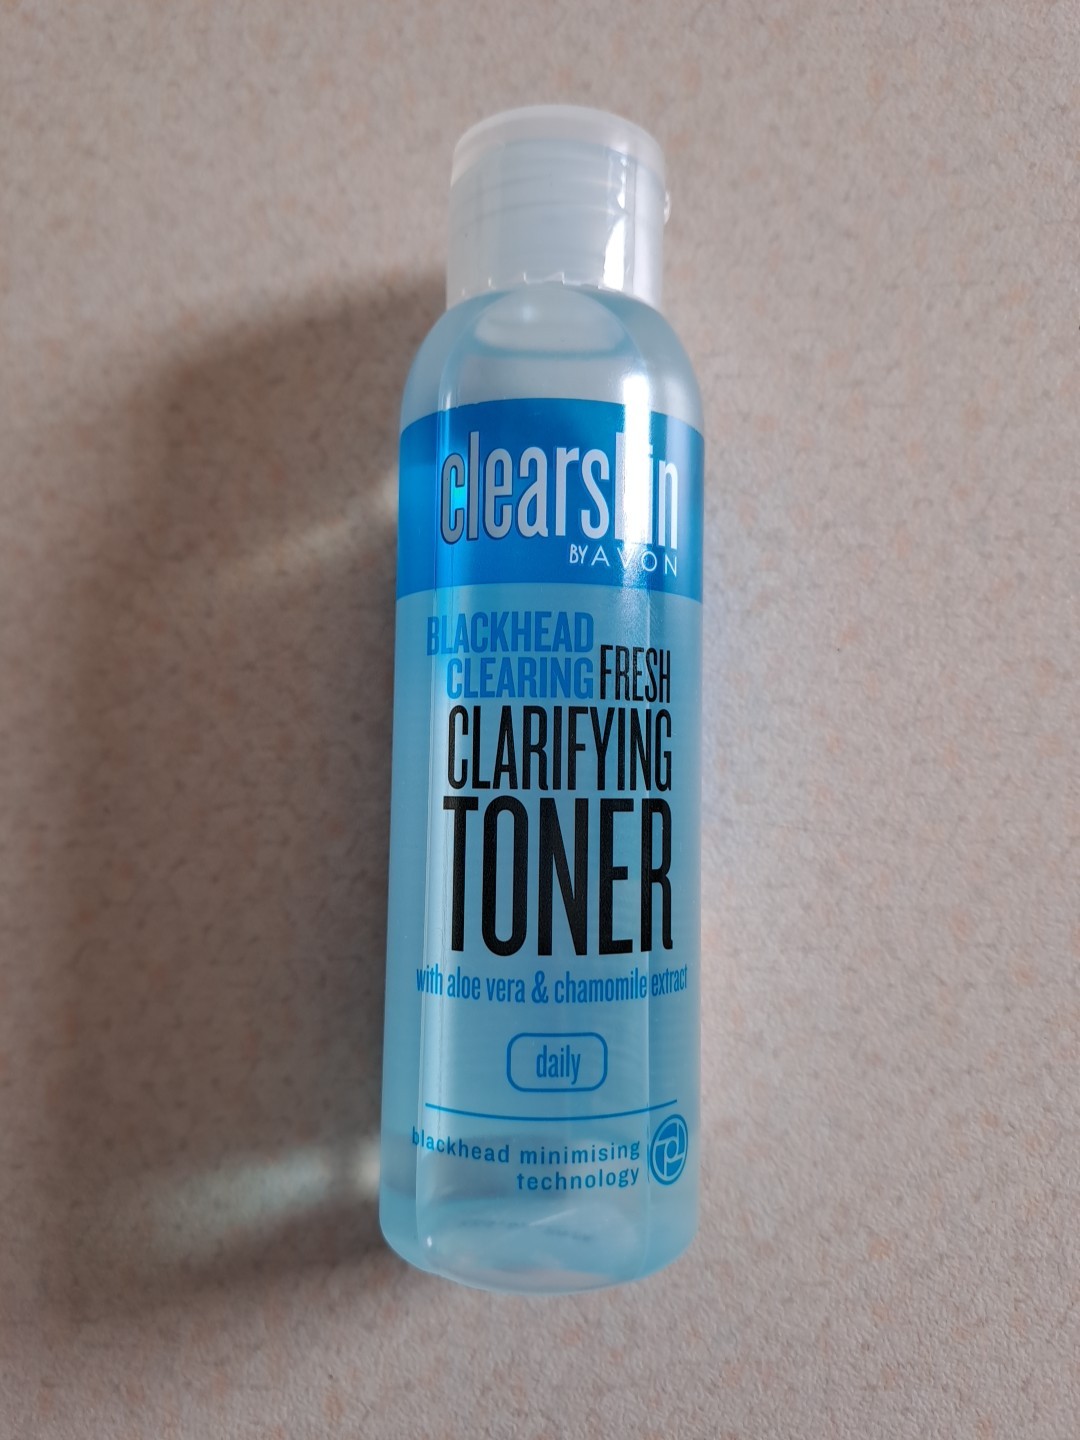 clearskin
BY AVON
BLACKHEAD
CLEARING FRESH
CLARIFYING
TONER
with aloe vera & chamomile extract
daily
blackhead minimising
technology